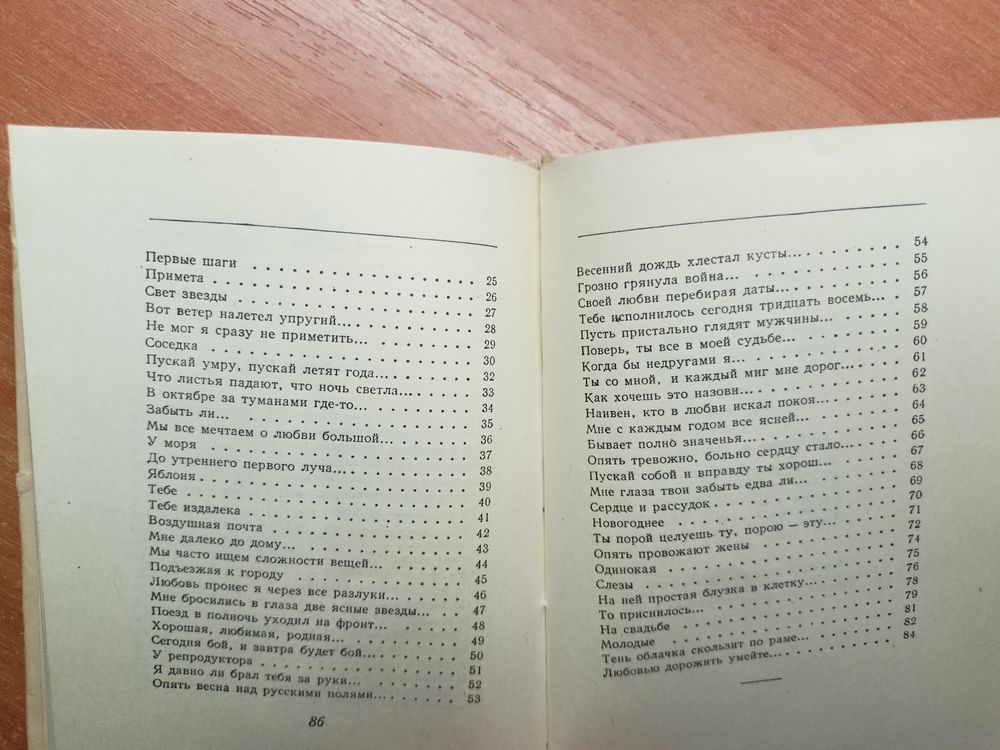 Первые шаги . . . 25
Примета . . . 26
Свет звезды . . . 27
Вот ветер налетел упругий... . . . 28
Не мог я сразу не приметить... . . . 29
Соседка . . . 30
Пускай умру, пускай летят года... . . . 32
Что листья падают, что ночь светла... . . . 33
В октябре за туманами где-то... . . . 34
Забыть ли... . . . 35
Мы все мечтаем о любви большой... . . . 36
У моря . . . 37
До утреннего первого луча... . . . 38
Яблоня . . . 39
Тебе . . . 40
Тебе издалека . . . 41
Воздушная почта . . . 42
Мне далеко до дому... . . . 43
Мы часто ищем сложности вещей... . . . 44
Подъезжая к городу . . . 45
Любовь пронес я через все разлуки... . . . 46
Мне бросились в глаза две ясные звезды... . . . 47
Поезд в полночь уходил на фронт... . . . 48
Хорошая, любимая, родная... . . . 49
Сегодня бой, и завтра будет бой... . . . 50
У репродуктора . . . 51
Я давно ли брал тебя за руки... . . . 52
Опять весна над русскими полями... . . . 53
86
Весенний дождь хлестал кусты... . . . 54
Грозно грянула война... . . . 55
Своей любви перебирая даты... . . . 56
Тебе исполнилось сегодня тридцать восемь... . . . 57
Пусть пристально глядят мужчины... . . . 58
Поверь, ты все в моей судьбе... . . . 59
Когда бы недругами я... . . . 60
Ты со мной, и каждый миг мне дорог... . . . 61
Как хочешь это назови... . . . 62
Наивен, кто в любви искал покоя... . . . 63
Мне с каждым годом все ясней... . . . 64
Бывает полно значенья... . . . 65
Опять тревожно, больно сердцу стало... . . . 66
Пускай собой и вправду ты хорош... . . . 67
Мне глаза твои забыть едва ли... . . . 68
Сердце и рассудок . . . 69
Новогоднее . . . 70
Ты порой целуешь ту, порою — эту... . . . 71
Опять провожают жены . . . 72
Одинокая . . . 74
Слезы . . . 75
На ней простая блузка в клетку... . . . 76
То приснилось... . . . 78
На свадьбе . . . 79
Молодые . . . 81
Тень облачка скользит по раме... . . . 82
Любовью дорожить умейте... . . . 84